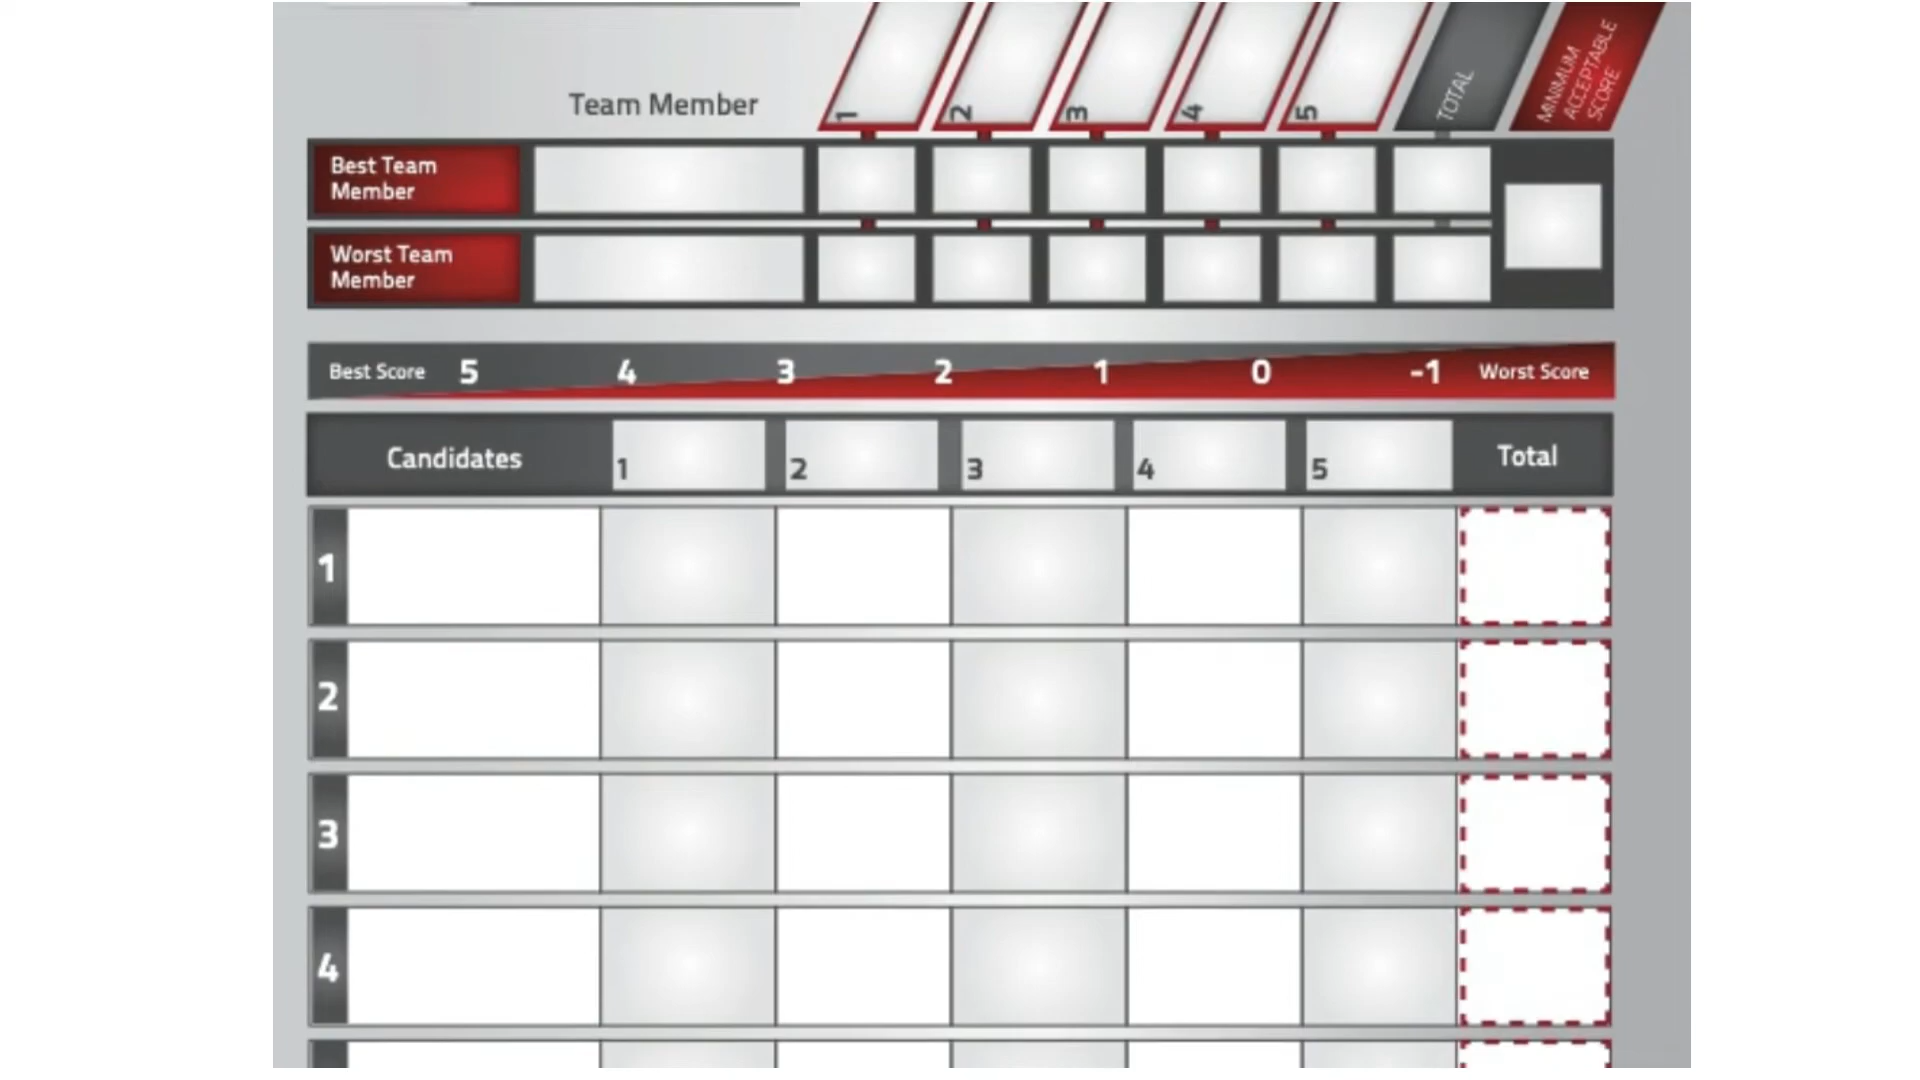 Team Member
1
2
3
4
5
TOTAL
MINIMUM
ACCEPTABLE
SCORE
Best Team
Member
Worst Team
Member
Best Score 5 4 3 2 1 0 -1 Worst Score
Candidates 1 2 3 4 5 Total
1
2
3
4